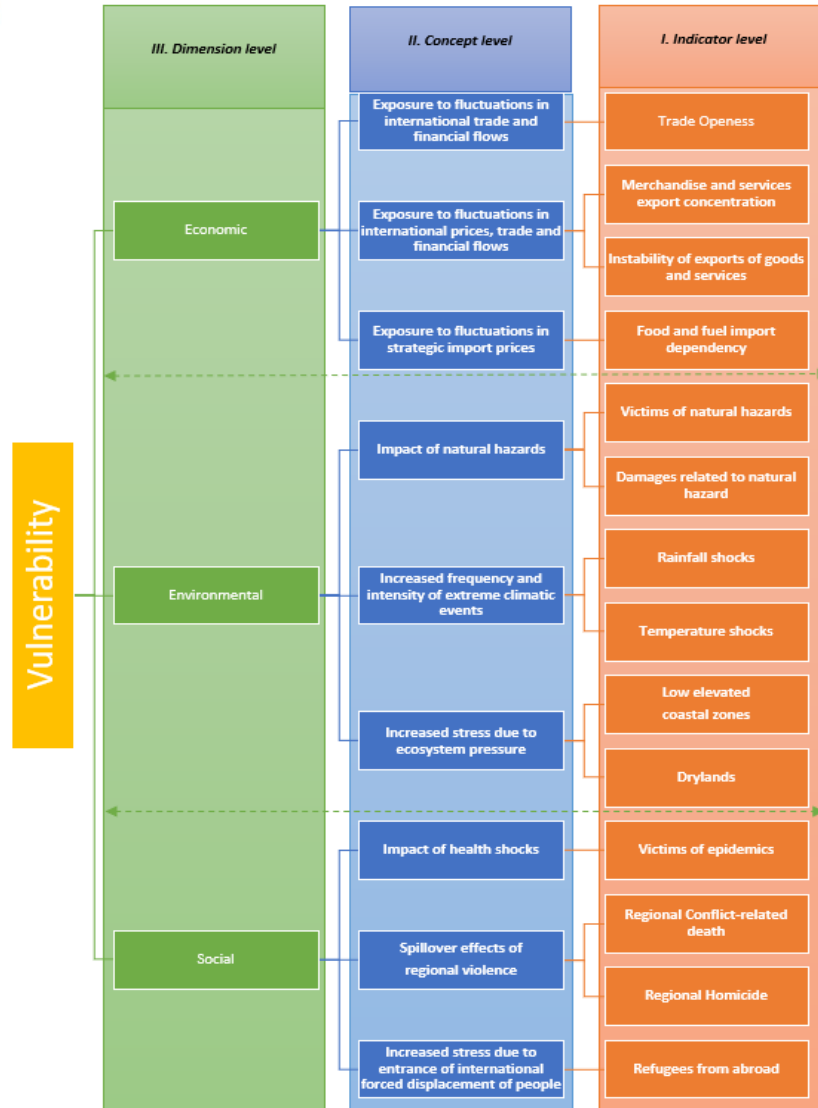 III. Dimension level
II. Concept level
I. Indicator level
Vulnerability
Economic
Exposure to fluctuations in
international trade and
financial flows
Trade Openess
Exposure to fluctuations in
international prices, trade and
financial flows
Merchandise and services
export concentration
Instability of exports of goods
and services
Exposure to fluctuations in
strategic import prices
Food and fuel import
dependency
Environmental
Impact of natural hazards
Victims of natural hazards
Damages related to natural
hazard
Increased frequency and
intensity of extreme climatic
events
Rainfall shocks
Temperature shocks
Increased stress due to
ecosystem pressure
Low elevated
coastal zones
Drylands
Social
Impact of health shocks
Victims of epidemics
Spillover effects of
regional violence
Regional Conflict-related
death
Regional Homicide
Increased stress due to
entrance of international
forced displacement of people
Refugees from abroad